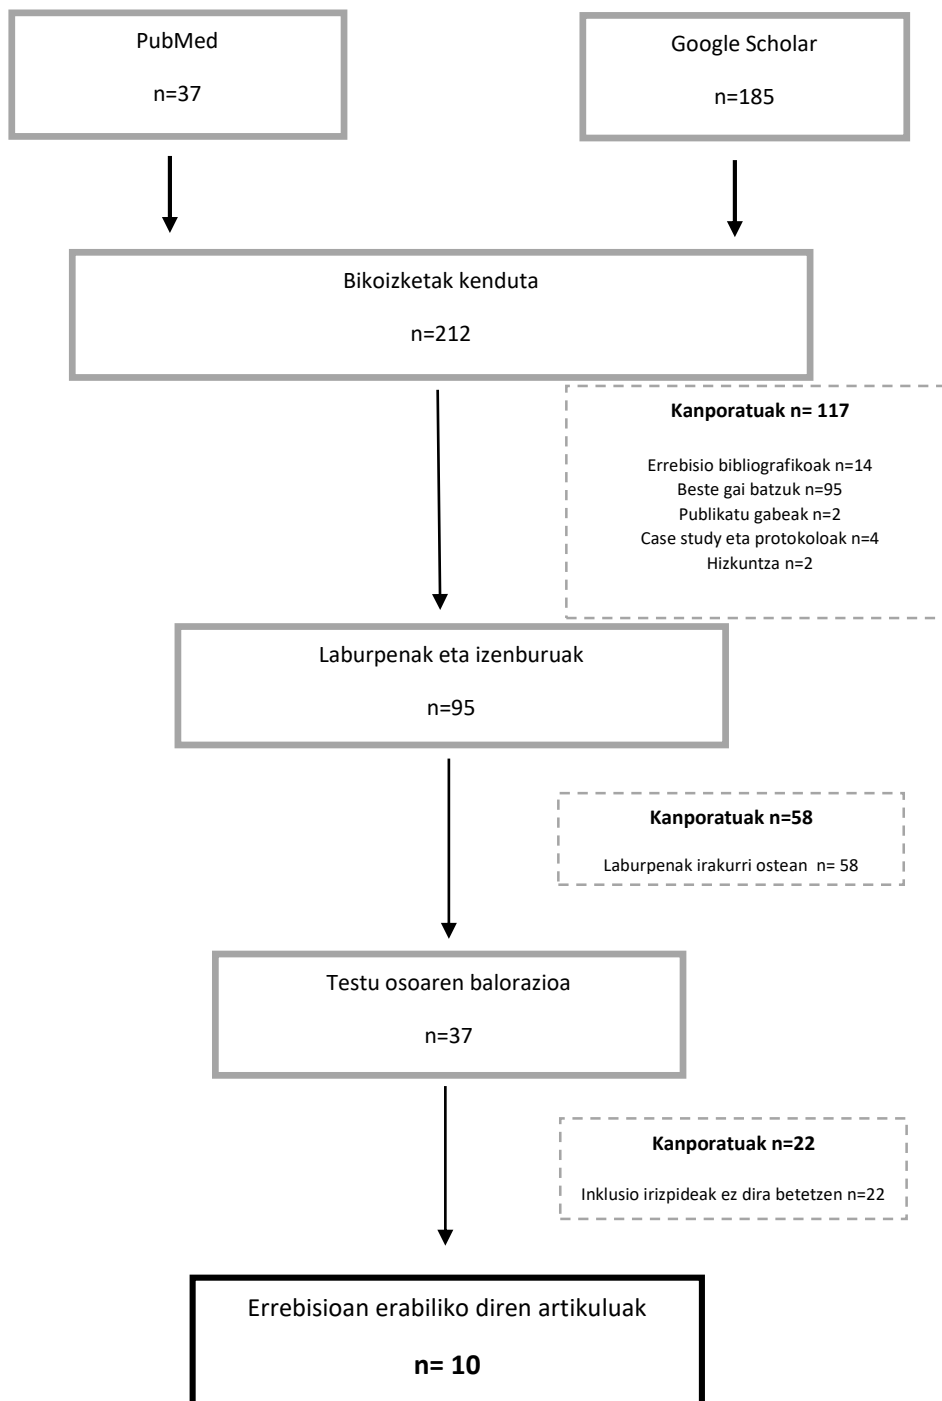 PubMed
n=37
Google Scholar
n=185
Bikoizketak kenduta
n=212
Kanporatuak n= 117
Errebisio bibliografikoak n=14
Beste gai batzuk n=95
Publikatu gabeak n=2
Case study eta protokoloak n=4
Hizkuntza n=2
Laburpenak eta izenburuak
n=95
Kanporatuak n=58
Laburpenak irakurri ostean n= 58
Testu osoaren balorazioa
n=37
Kanporatuak n=22
Inklusio irizpideak ez dira betetzen n=22
Errebisioan erabiliko diren artikuluak
n= 10